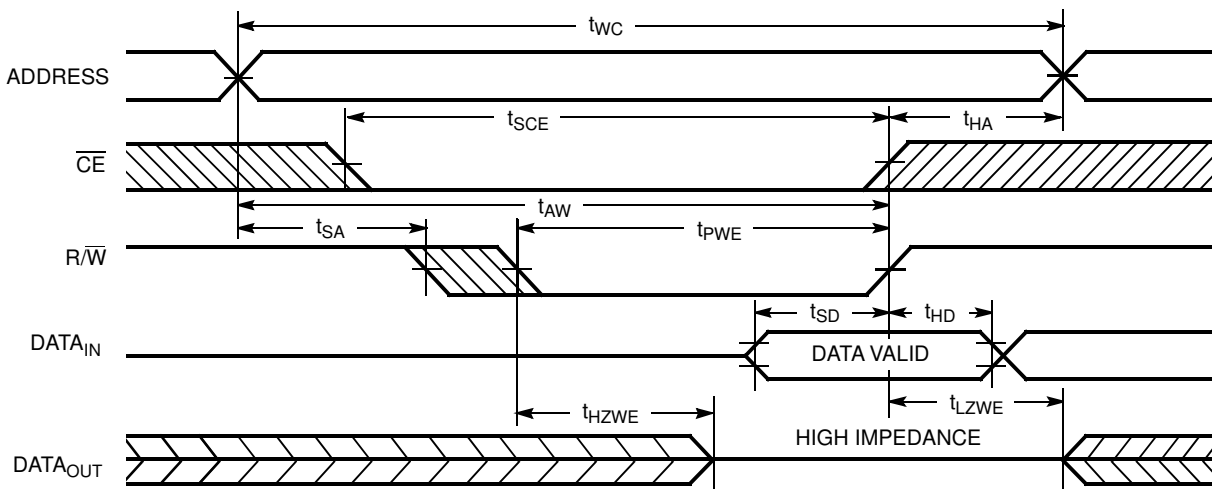 tWC
ADDRESS
tSCE
tHA
CE
tAW
tSA
tPWE
R/W
tSD
tHD
DATAIN
DATA VALID
tHZWE
tLZWE
HIGH IMPEDANCE
DATAOUT